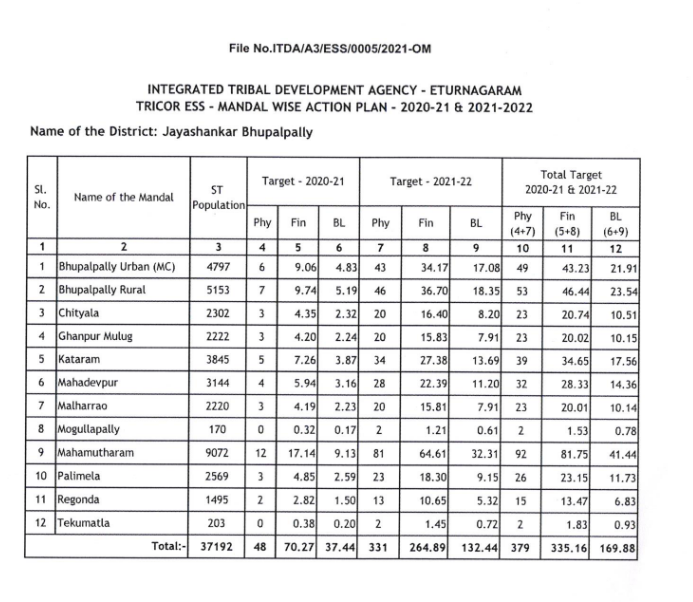 File No.ITDA/A3/ESS/0005/2021-OM
INTEGRATED TRIBAL DEVELOPMENT AGENCY - ETURNAGARAM
TRICOR ESS - MANDAL WISE ACTION PLAN - 2020-21 & 2021-2022
Name of the District: Jayashankar Bhupalpally
Sl. No. Name of the Mandal ST Population Target - 2020-21 Target - 2021-22 Total Target 2020-21 & 2021-22
Phy Fin BL Phy Fin BL Phy (4+7) Fin (5+8) BL (6+9)
1 2 3 4 5 6 7 8 9 10 11 12
1 Bhupalpally Urban (MC) 4797 6 9.06 4.83 43 34.17 17.08 49 43.23 21.91
2 Bhupalpally Rural 5153 7 9.74 5.19 46 36.70 18.35 53 46.44 23.54
3 Chityala 2302 3 4.35 2.32 20 16.40 8.20 23 20.74 10.51
4 Ghanpur Mulug 2222 3 4.20 2.24 20 15.83 7.91 23 20.02 10.15
5 Kataram 3845 5 7.26 3.87 34 27.38 13.69 39 34.65 17.56
6 Mahadevpur 3144 4 5.94 3.16 28 22.39 11.20 32 28.33 14.36
7 Malharrao 2220 3 4.19 2.23 20 15.81 7.91 23 20.01 10.14
8 Mogullapally 170 0 0.32 0.17 2 1.21 0.61 2 1.53 0.78
9 Mahamutharam 9072 12 17.14 9.13 81 64.61 32.31 92 81.75 41.44
10 Palimela 2569 3 4.85 2.59 23 18.30 9.15 26 23.15 11.73
11 Regonda 1495 2 2.82 1.50 13 10.65 5.32 15 13.47 6.83
12 Tekumatla 203 0 0.38 0.20 2 1.45 0.72 2 1.83 0.93
Total:- 37192 48 70.27 37.44 331 264.89 132.44 379 335.16 169.88